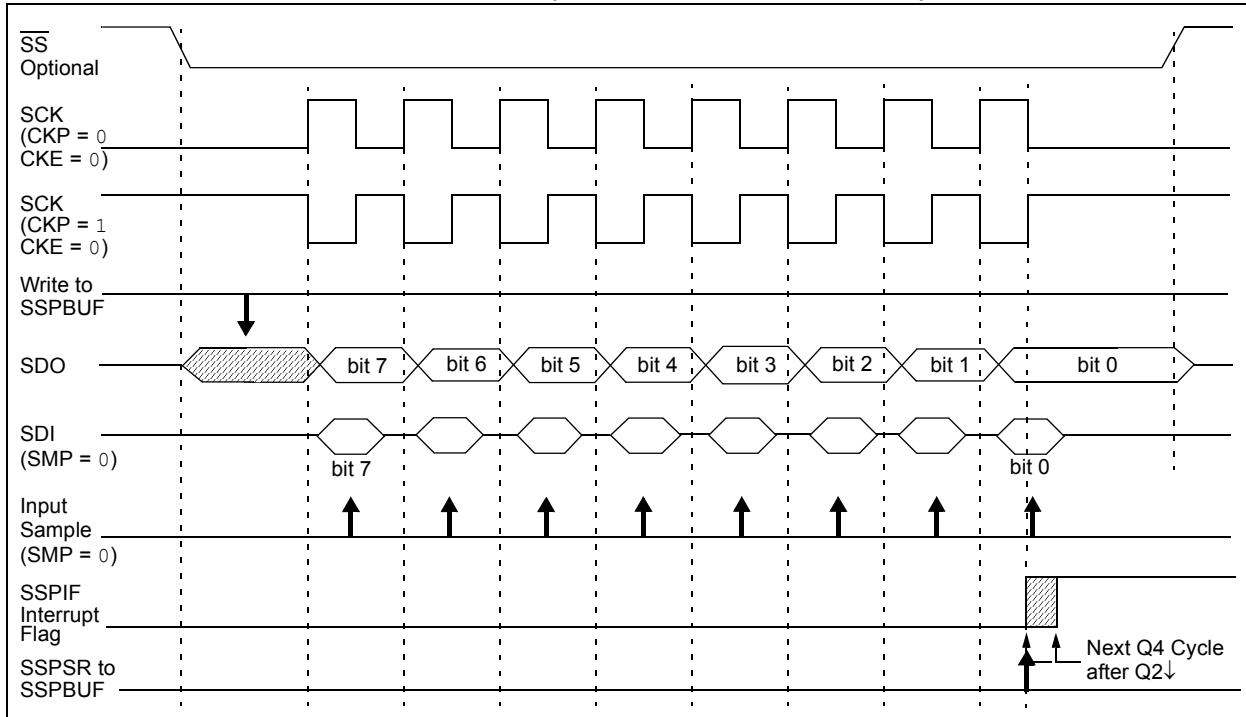 SS
Optional
SCK
(CKP = 0
CKE = 0)
SCK
(CKP = 1
CKE = 0)
Write to
SSPBUF
SDO
bit 7
bit 6
bit 5
bit 4
bit 3
bit 2
bit 1
bit 0
SDI
(SMP = 0)
bit 7
bit 0
Input
Sample
(SMP = 0)
SSPIF
Interrupt
Flag
SSPSR to
SSPBUF
Next Q4 Cycle
after Q2↓